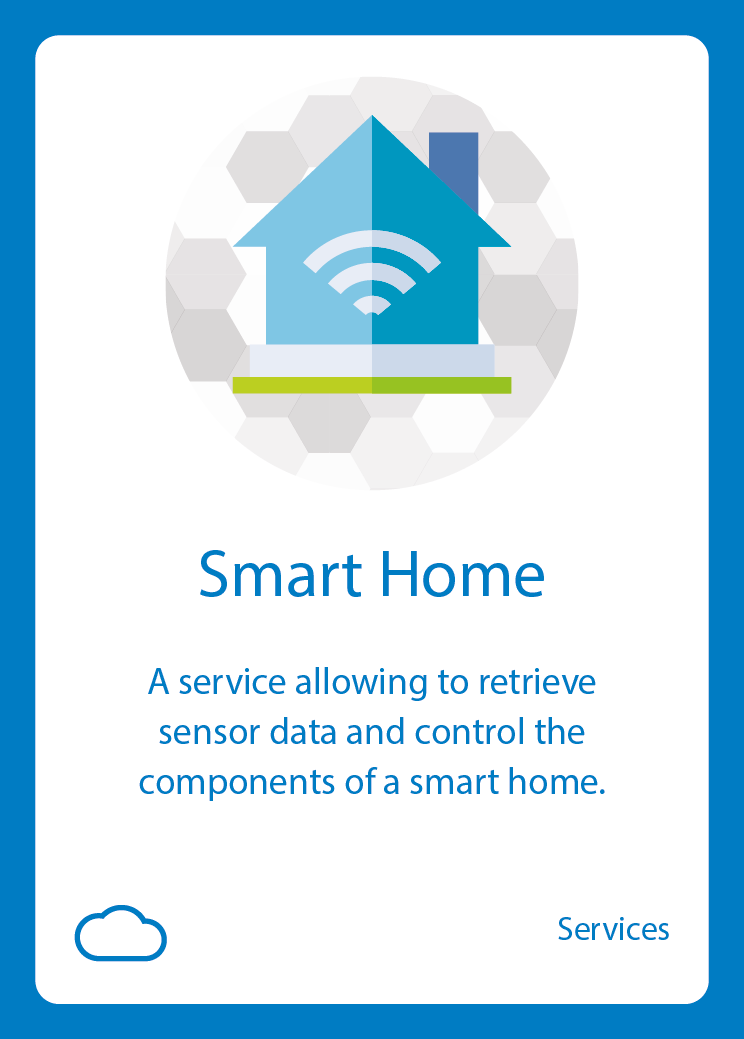 Smart Home
A service allowing to retrieve
sensor data and control the
components of a smart home.
Services